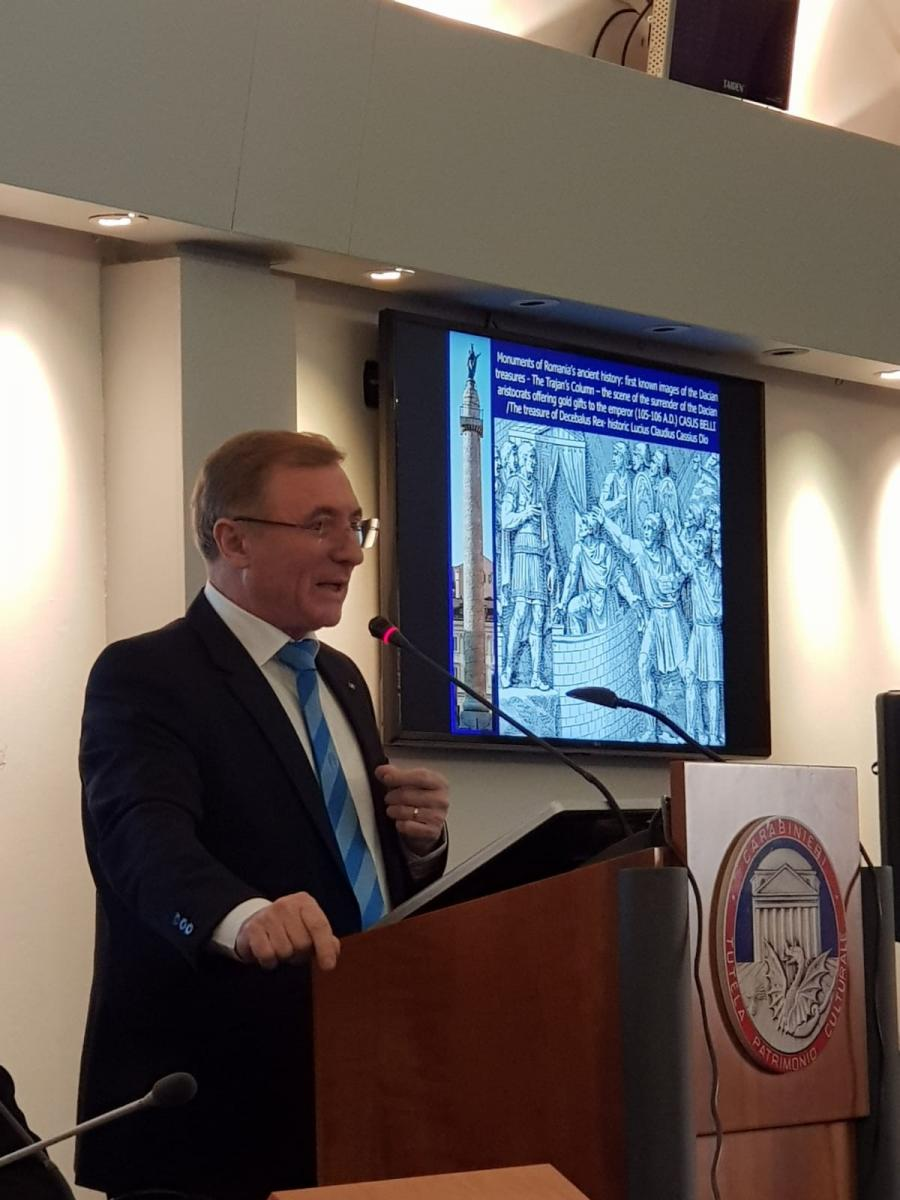 TAIDEN
Monuments of Romania's ancient history: first known images of the Dacian
treasures - The Trajan's Column – the scene of the surrender of the Dacian
aristocrats offering gold gifts to the emperor (105-106 A.D.) CASUS BELLI
/The treasure of Decebalus Rex- historic Lucius Claudius Cassius Dio
CARABINIERI
TUTELA PATRIMONIO CULTURALE